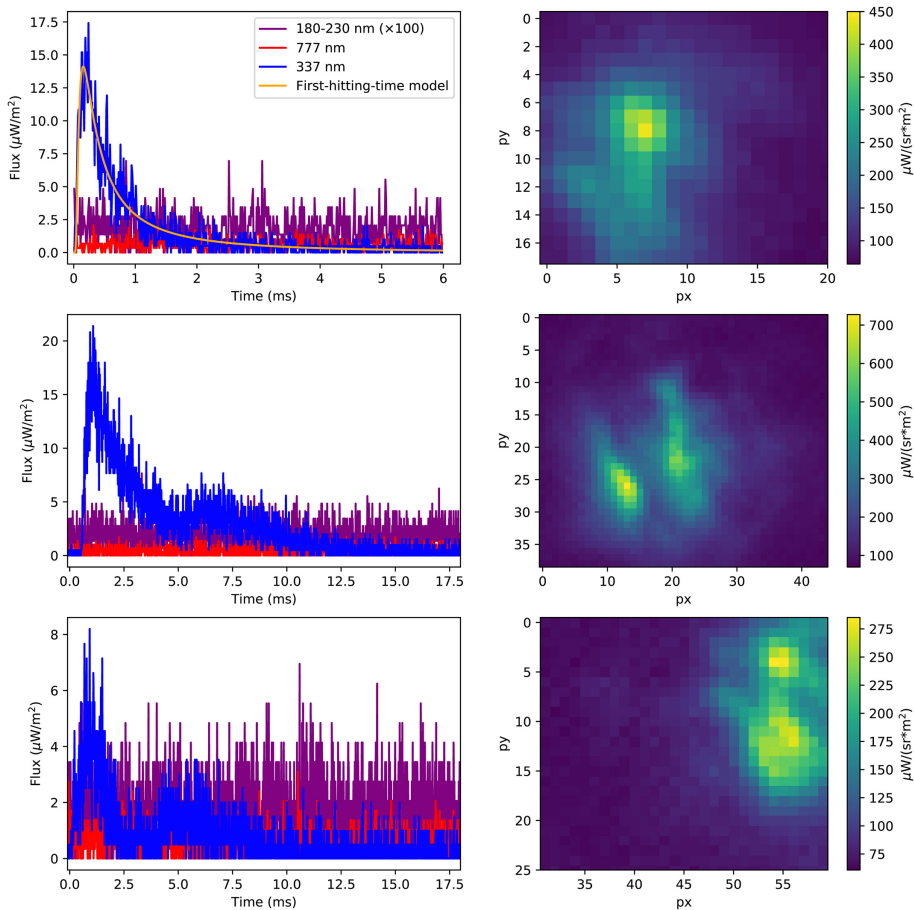 180-230 nm (×100)
777 nm
337 nm
First-hitting-time model
Flux (μW/m²)
17.5
15.0
12.5
10.0
7.5
5.0
2.5
0.0
0 1 2 3 4 5 6
Time (ms)
py
0
2
4
6
8
10
12
14
16
0 5 10 15 20
px
450
400
350
300
250
200
150
100
μW/(sr*m²)
Flux (μW/m²)
20
15
10
5
0
0.0 2.5 5.0 7.5 10.0 12.5 15.0 17.5
Time (ms)
py
0
5
10
15
20
25
30
35
0 10 20 30 40
px
700
600
500
400
300
200
100
μW/(sr*m²)
Flux (μW/m²)
8
6
4
2
0
0.0 2.5 5.0 7.5 10.0 12.5 15.0 17.5
Time (ms)
py
0
5
10
15
20
25
35 40 45 50 55
px
275
250
225
200
175
150
125
100
75
μW/(sr*m²)